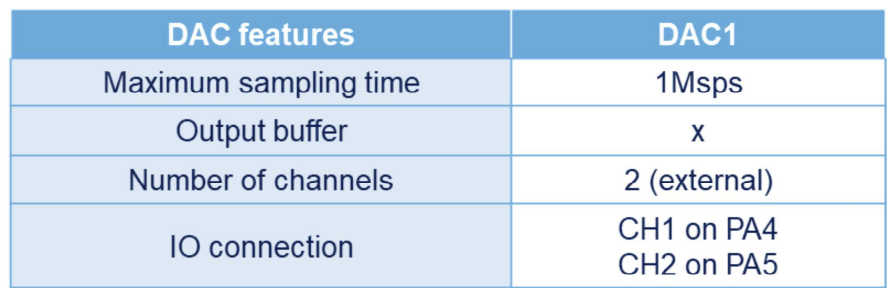 DAC features DAC1
Maximum sampling time 1Msps
Output buffer x
Number of channels 2 (external)
IO connection CH1 on PA4
CH2 on PA5